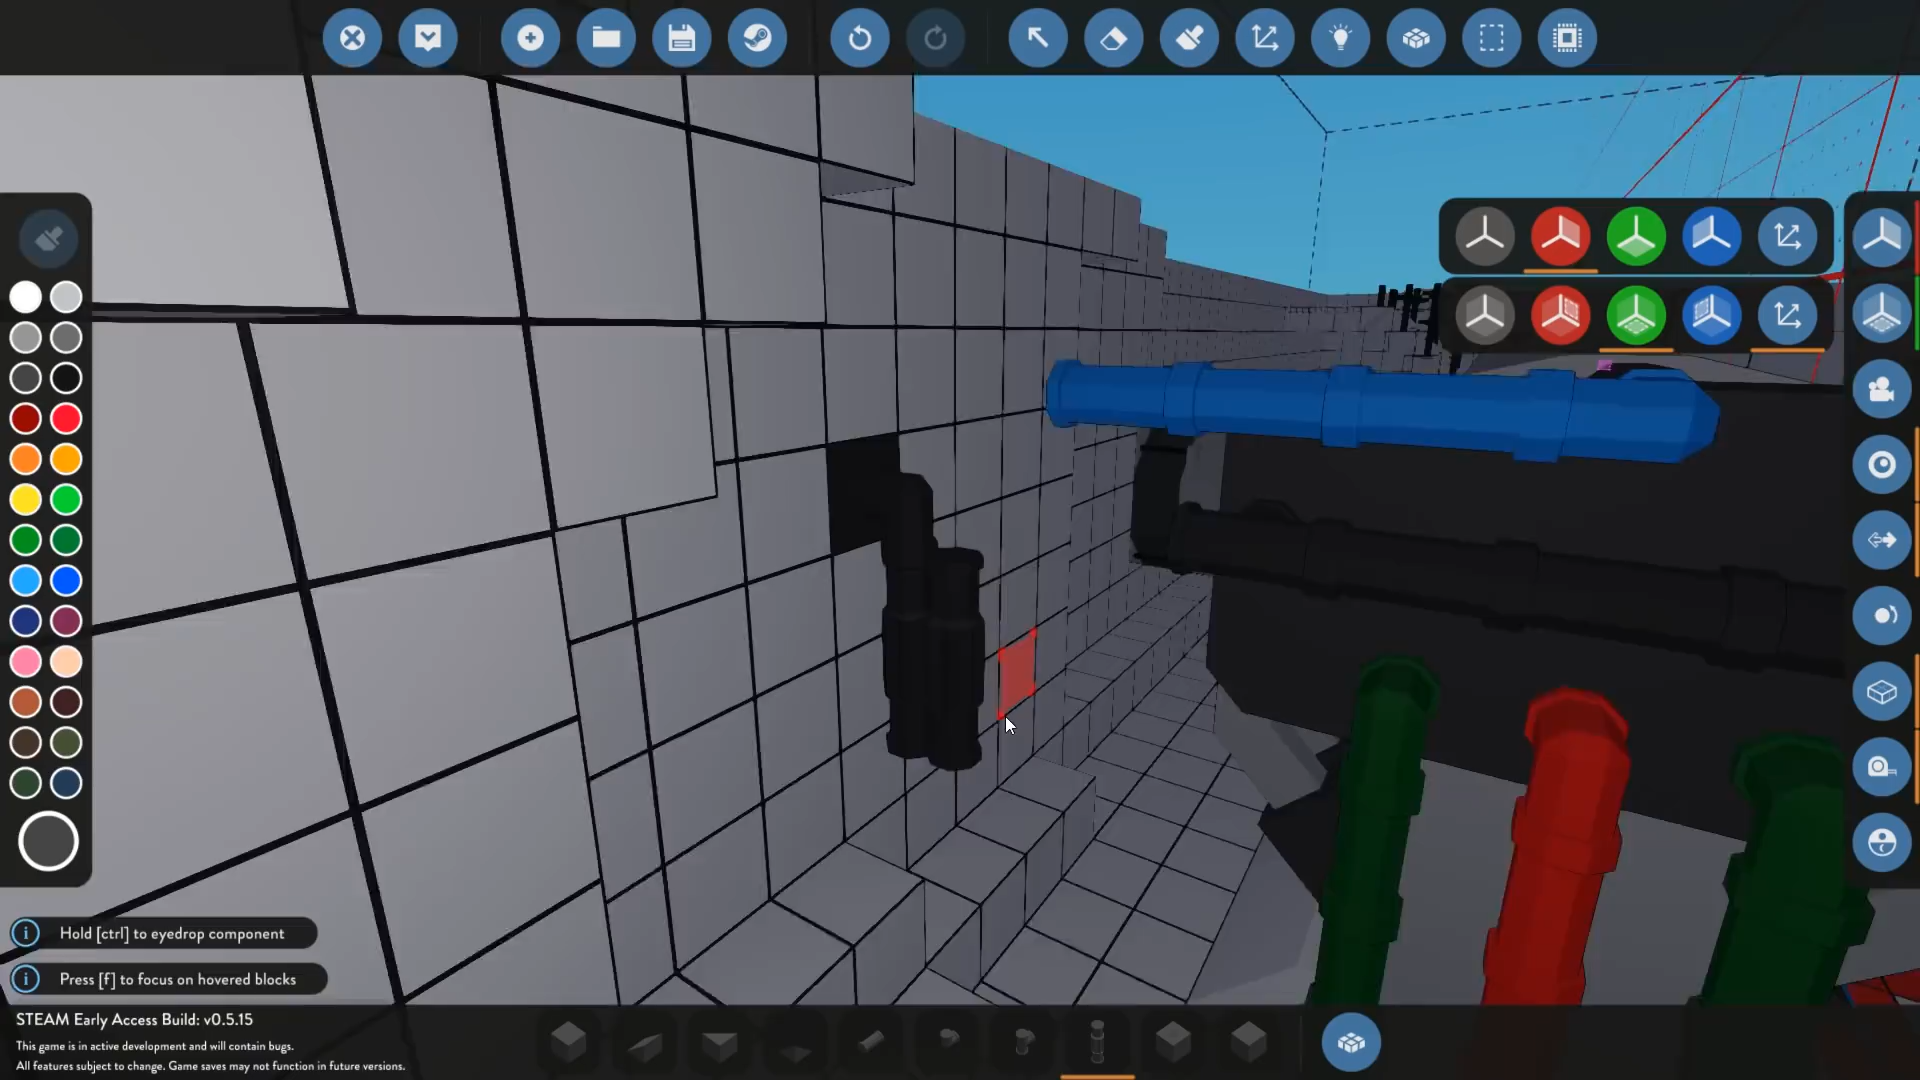 Hold [ctrl] to eyedrop component
Press [f] to focus on hovered blocks
STEAM Early Access Build: v0.5.15
This game is in active development and will contain bugs.
All features subject to change. Game saves may not function in future versions.